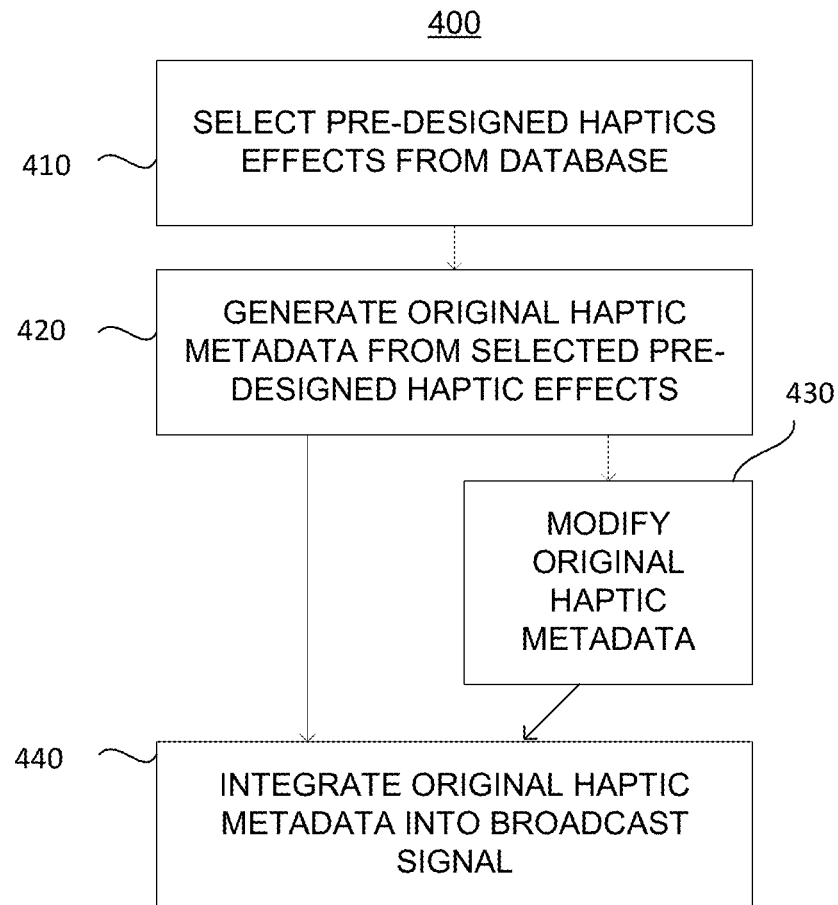 400
SELECT PRE-DESIGNED HAPTICS
EFFECTS FROM DATABASE
410
GENERATE ORIGINAL HAPTIC
METADATA FROM SELECTED PRE-
DESIGNED HAPTIC EFFECTS
420
430
MODIFY
ORIGINAL
HAPTIC
METADATA
440
INTEGRATE ORIGINAL HAPTIC
METADATA INTO BROADCAST
SIGNAL